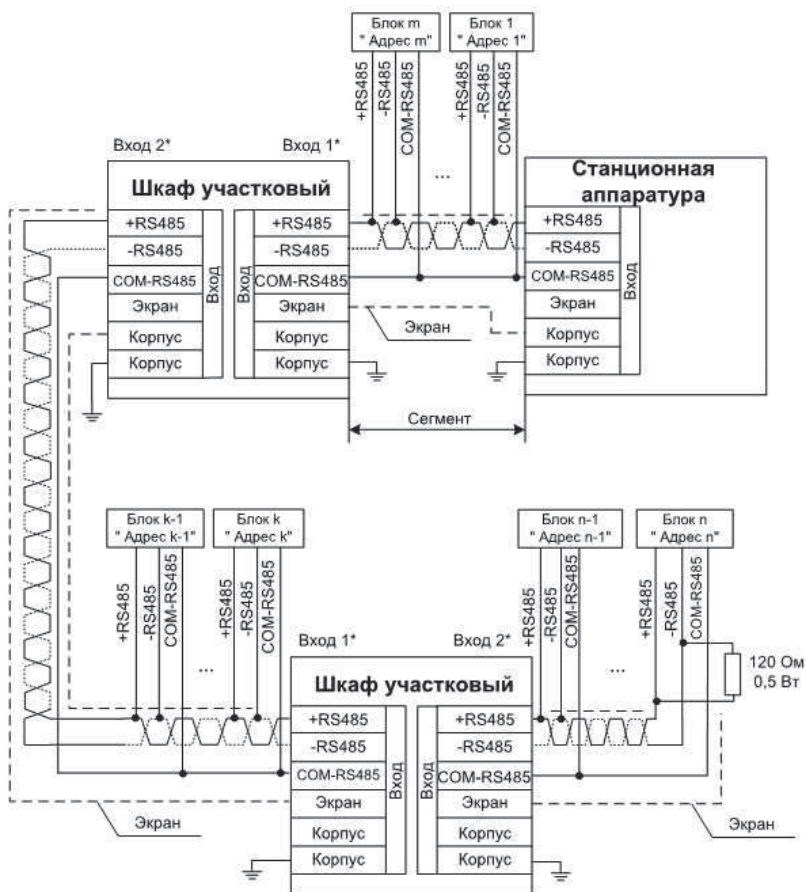 Блок m
" Адрес m"
Блок 1
" Адрес 1"
+RS485
-RS485
COM-RS485
...
+RS485
-RS485
COM-RS485
Вход 2*
Вход 1*
Шкаф участковый
+RS485
-RS485
COM-RS485
Экран
Корпус
Корпус
Вход
Вход
+RS485
-RS485
COM-RS485
Экран
Корпус
Корпус
Станционная
аппаратура
+RS485
-RS485
COM-RS485
Экран
Корпус
Корпус
Вход
Экран
Сегмент
Блок k-1
" Адрес k-1"
Блок k
" Адрес k"
+RS485
-RS485
COM-RS485
...
+RS485
-RS485
COM-RS485
Блок n-1
" Адрес n-1"
Блок n
" Адрес n"
+RS485
-RS485
COM-RS485
...
+RS485
-RS485
COM-RS485
120 Ом
0,5 Вт
Вход 1*
Вход 2*
Шкаф участковый
+RS485
-RS485
COM-RS485
Экран
Корпус
Корпус
Вход
Вход
+RS485
-RS485
COM-RS485
Экран
Корпус
Корпус
Экран
Экран